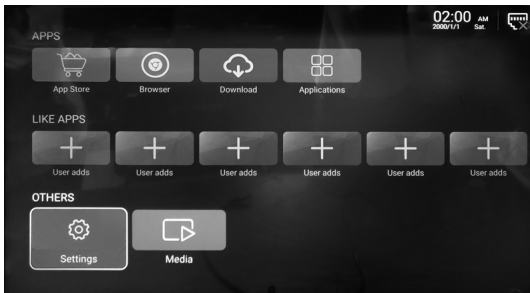 02:00 AM
2000/1/1 Sat.
APPS
App Store Browser Download Applications
LIKE APPS
User adds User adds User adds User adds User adds User adds
OTHERS
Settings Media